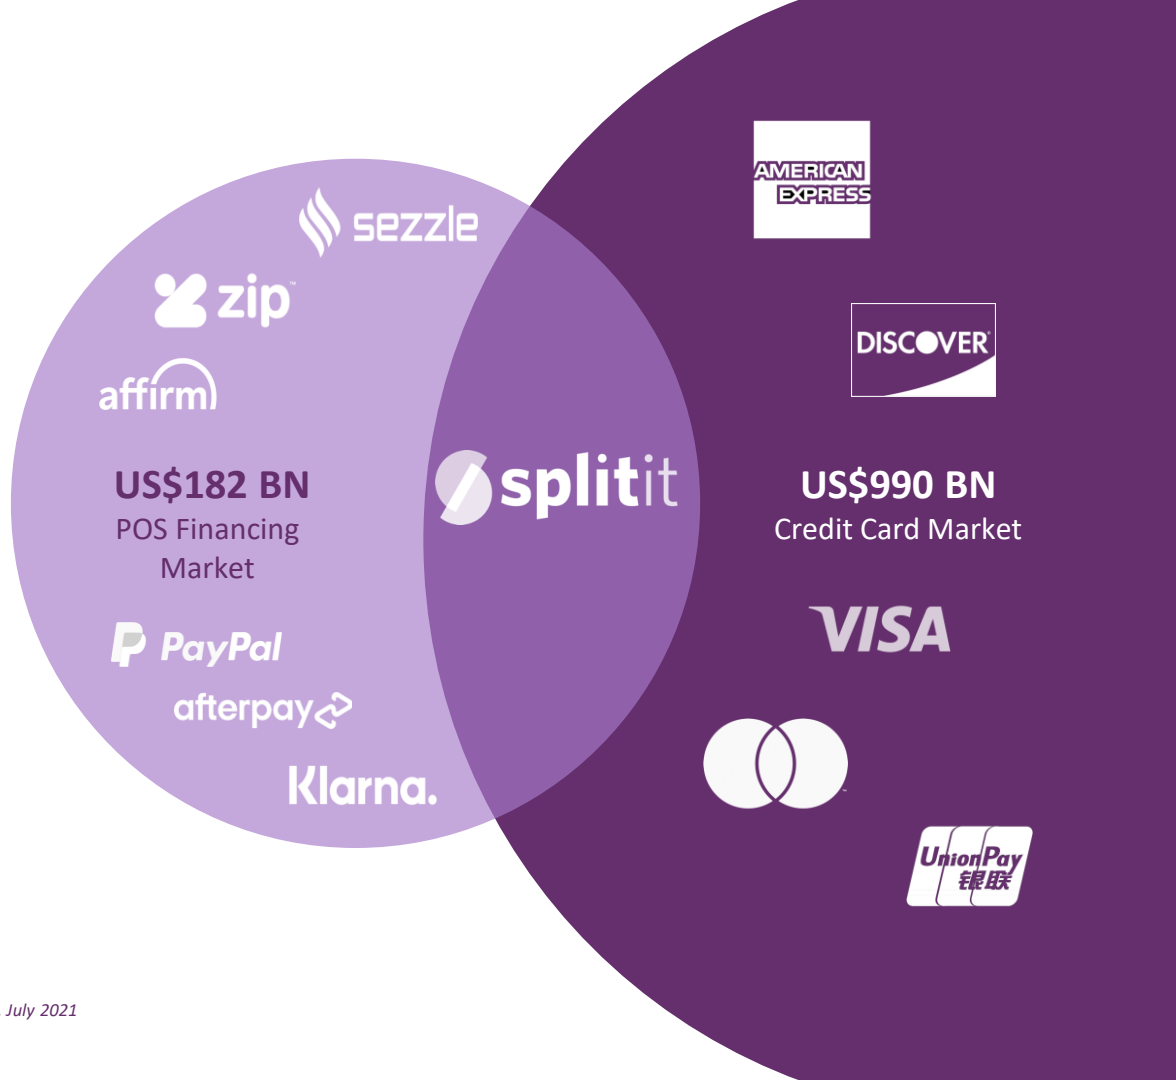 sezzle
zip™
affirm
US$182 BN
POS Financing
Market
PayPal
afterpay
Klarna.
splitit
AMERICAN
EXPRESS
DISCOVER
US$990 BN
Credit Card Market
VISA
UnionPay
银联
July 2021